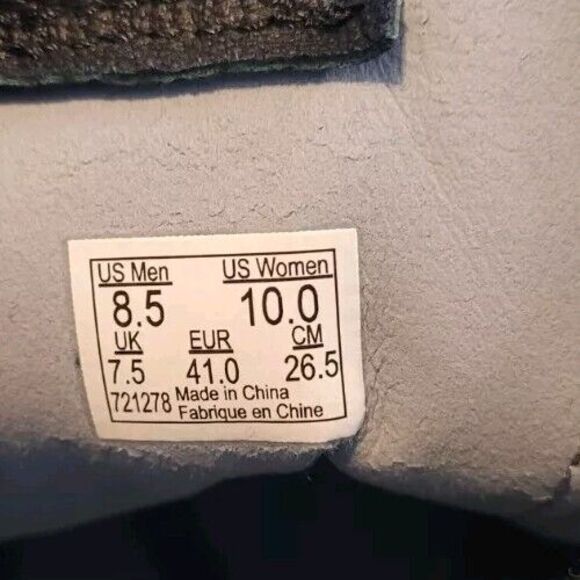 US Men US Women
8.5 10.0
UK EUR CM
7.5 41.0 26.5
721278 Made in China
Fabrique en Chine